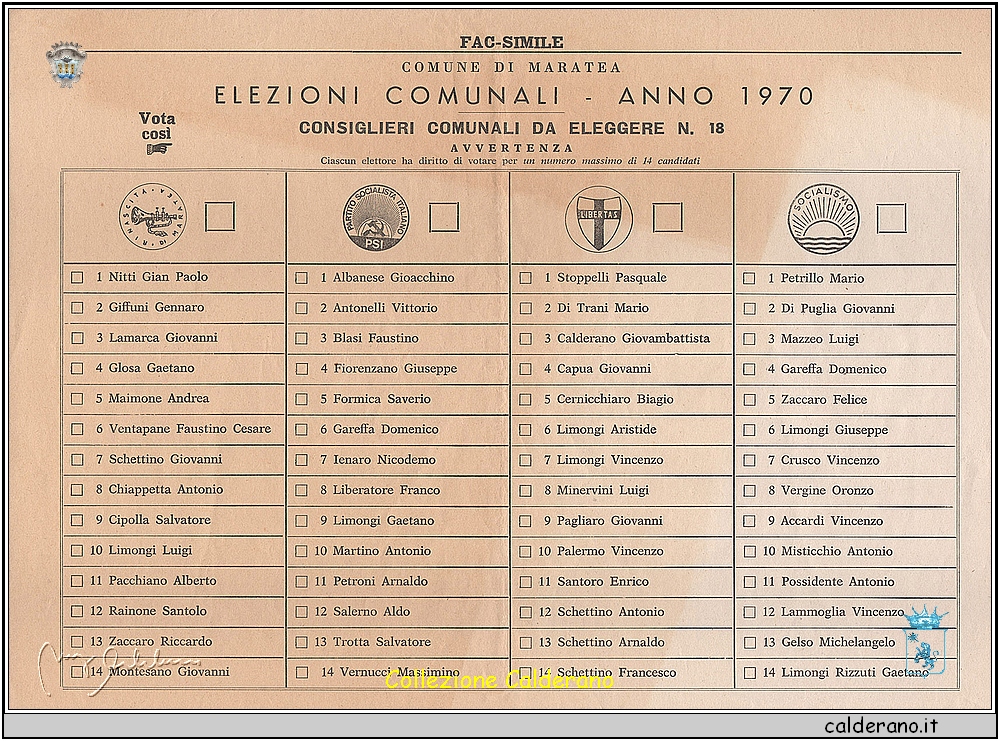 FAC-SIMILE
COMUNE DI MARATEA
ELEZIONI COMUNALI - ANNO 1970
Vota
così
CONSIGLIERI COMUNALI DA ELEGGERE N. 18
AVVERTENZA
Ciascun elettore ha diritto di votare per un numero massimo di 14 candidati
RINASCITA DI MARATEA
1 Nitti Gian Paolo
2 Giffuni Gennaro
3 Lamarca Giovanni
4 Glosa Gaetano
5 Maimone Andrea
6 Ventapane Faustino Cesare
7 Schettino Giovanni
8 Chiappetta Antonio
9 Cipolla Salvatore
10 Limongi Luigi
11 Pacchiano Alberto
12 Rainone Santolo
13 Zaccaro Riccardo
14 Montesano Giovanni
PARTITO SOCIALISTA ITALIANO
PSI
1 Albanese Gioacchino
2 Antonelli Vittorio
3 Blasi Faustino
4 Fiorenzano Giuseppe
5 Formica Saverio
6 Gareffa Domenico
7 Ienaro Nicodemo
8 Liberatore Franco
9 Limongi Gaetano
10 Martino Antonio
11 Petroni Arnaldo
12 Salerno Aldo
13 Trotta Salvatore
14 Vernucci Massimino
LIBERTAS
1 Stoppelli Pasquale
2 Di Trani Mario
3 Calderano Giovambattista
4 Capua Giovanni
5 Cernicchiaro Biagio
6 Limongi Aristide
7 Limongi Vincenzo
8 Minervini Luigi
9 Pagliaro Giovanni
10 Palermo Vincenzo
11 Santoro Enrico
12 Schettino Antonio
13 Schettino Arnaldo
14 Schettino Francesco
SOCIALISMO
1 Petrillo Mario
2 Di Puglia Giovanni
3 Mazzeo Luigi
4 Gareffa Domenico
5 Zaccaro Felice
6 Limongi Giuseppe
7 Crusco Vincenzo
8 Vergine Oronzo
9 Accardi Vincenzo
10 Misticchio Antonio
11 Possidente Antonio
12 Lammoglia Vincenzo
13 Gelso Michelangelo
14 Limongi Rizzuti Gaetano
Collezione Calderano
calderano.it